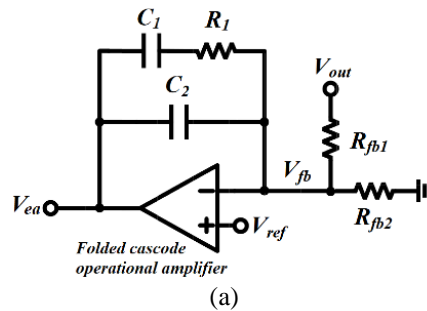 C1 R1
C2
Vout
Rfb1
Vfb
Vea
Vref
Rfb2
Folded cascode
operational amplifier
(a)